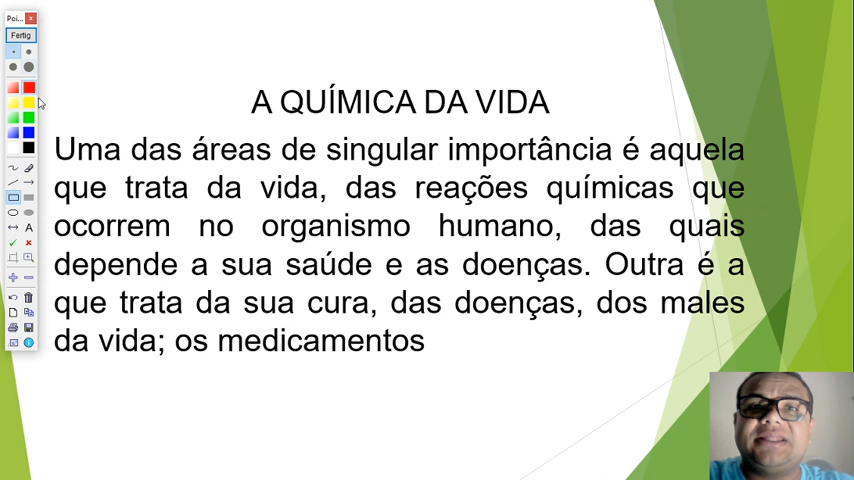 Poi...
Fertig
A
A QUÍMICA DA VIDA
Uma das áreas de singular importância é aquela
que trata da vida, das reações químicas que
ocorrem no organismo humano, das quais
depende a sua saúde e as doenças. Outra é a
que trata da sua cura, das doenças, dos males
da vida; os medicamentos